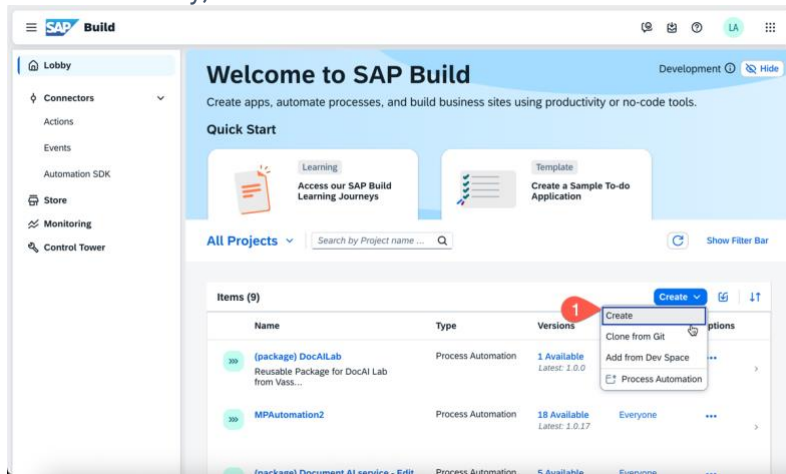 SAP Build
LA
Lobby
Connectors
Actions
Events
Automation SDK
Store
Monitoring
Control Tower
Welcome to SAP Build
Development
Hide
Create apps, automate processes, and build business sites using productivity or no-code tools.
Quick Start
Learning
Access our SAP Build
Learning Journeys
Template
Create a Sample To-do
Application
All Projects
Search by Project name ...
Show Filter Bar
Items (9)
Create
1
Create
Clone from Git
Add from Dev Space
Process Automation
Name Type Versions ptions
(package) DocAILab Process Automation 1 Available
Reusable Package for DocAI Lab Latest: 1.0.0
from Vass...
MPAutomation2 Process Automation 18 Available Everyone
Latest: 1.0.17
(package) Document AI service - Edit Process Automation 5 Available Everyone